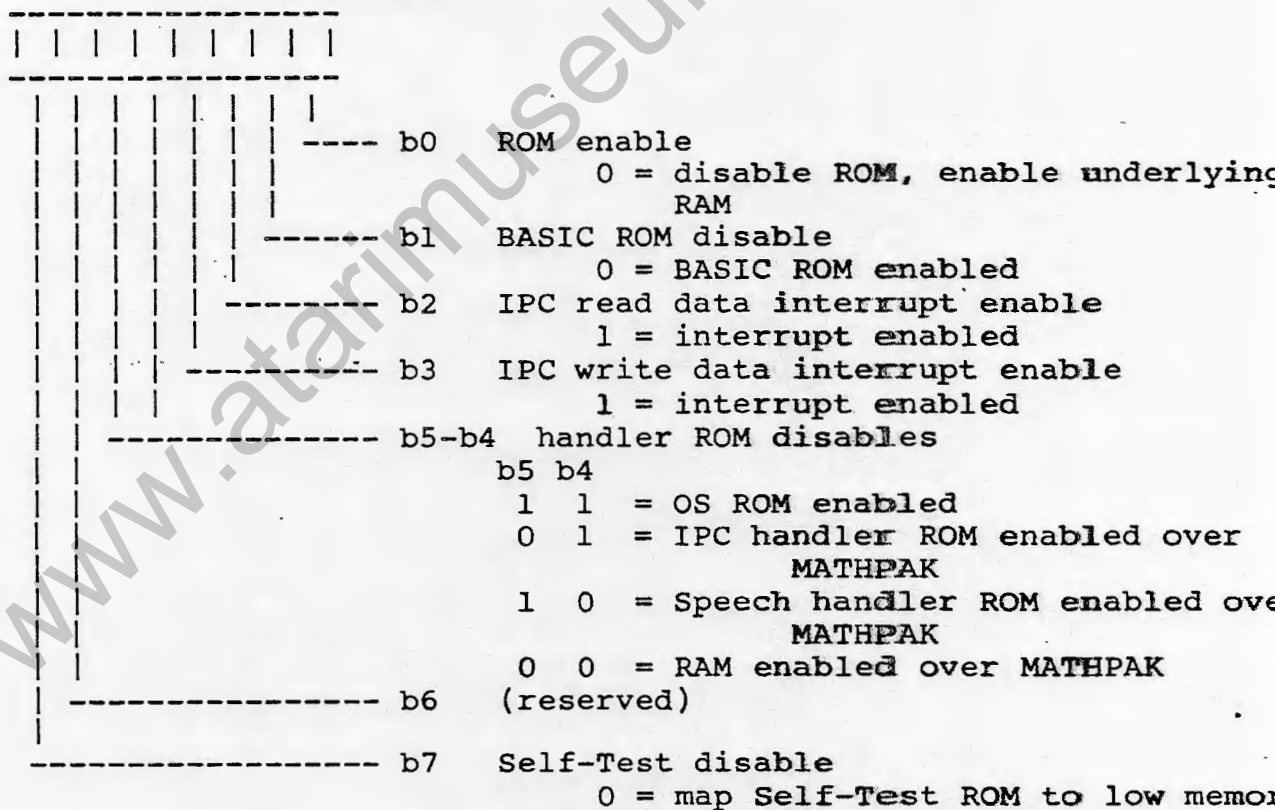 b0 ROM enable
0 = disable ROM, enable underlying
RAM
b1 BASIC ROM disable
0 = BASIC ROM enabled
b2 IPC read data interrupt enable
1 = interrupt enabled
b3 IPC write data interrupt enable
1 = interrupt enabled
b5-b4 handler ROM disables
b5 b4
1 1 = OS ROM enabled
0 1 = IPC handler ROM enabled over
MATHPAK
1 0 = Speech handler ROM enabled ove
MATHPAK
0 0 = RAM enabled over MATHPAK
b6 (reserved)
b7 Self-Test disable
0 = map Self-Test ROM to low memor
www.atarimuseu